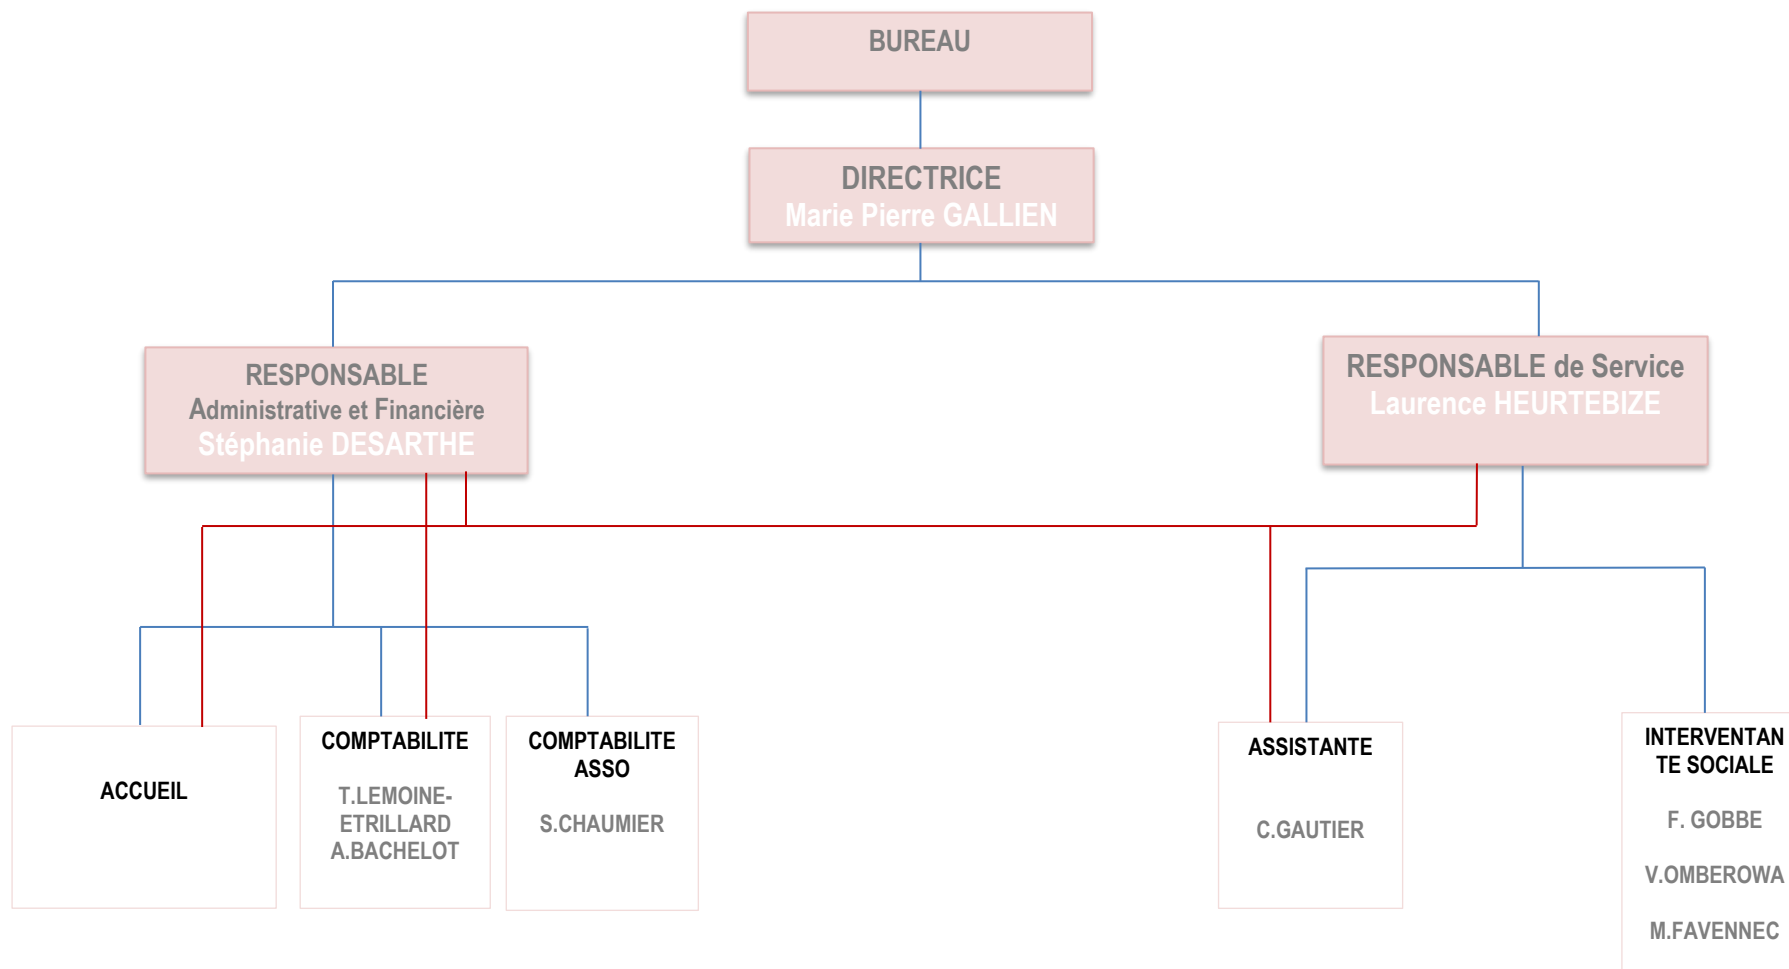 BUREAU
DIRECTRICE
Marie Pierre GALLIEN
RESPONSABLE
Administrative et Financière
Stéphanie DESARTHE
RESPONSABLE de Service
Laurence HEURTEBIZE
ACCUEIL
COMPTABILITE
T.LEMOINE-
ETRILLARD
A.BACHELOT
COMPTABILITE
ASSO
S.CHAUMIER
ASSISTANTE
C.GAUTIER
INTERVENTAN
TE SOCIALE
F. GOBBE
V.OMBEROWA
M.FAVENNEC